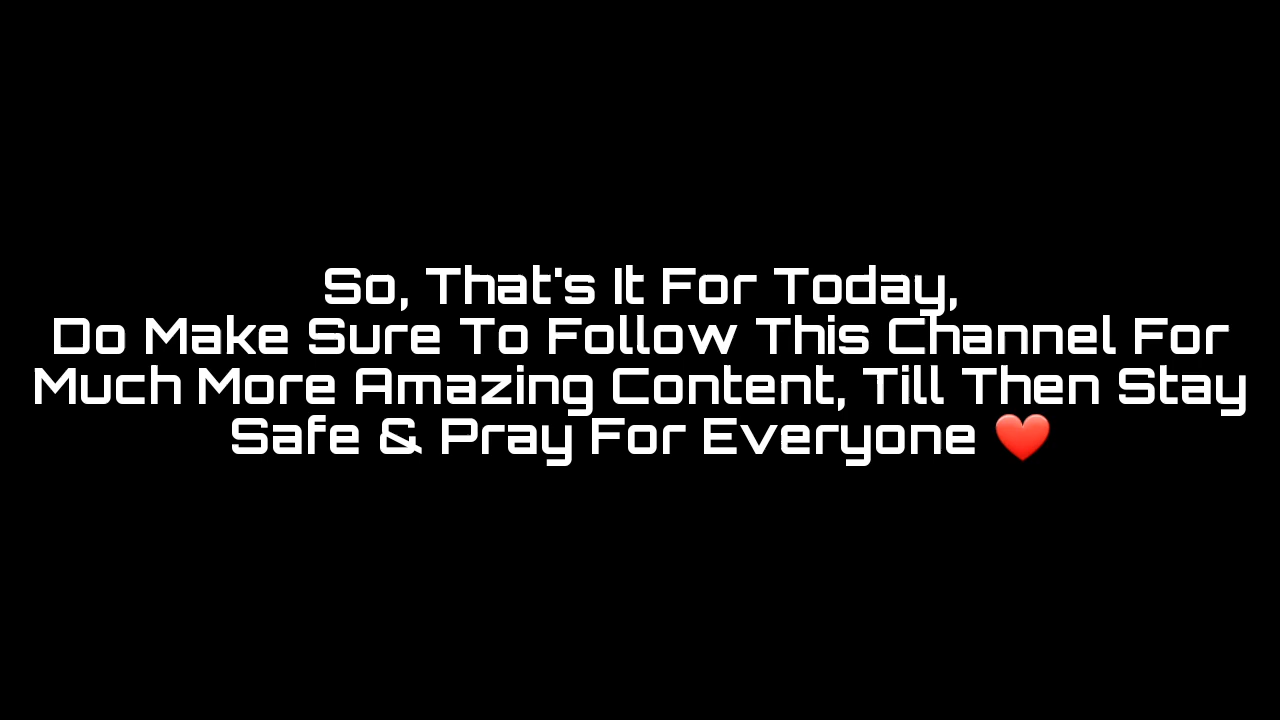 So, That's It For Today,
Do Make Sure To Follow This Channel For
Much More Amazing Content, Till Then Stay
Safe & Pray For Everyone ❤️